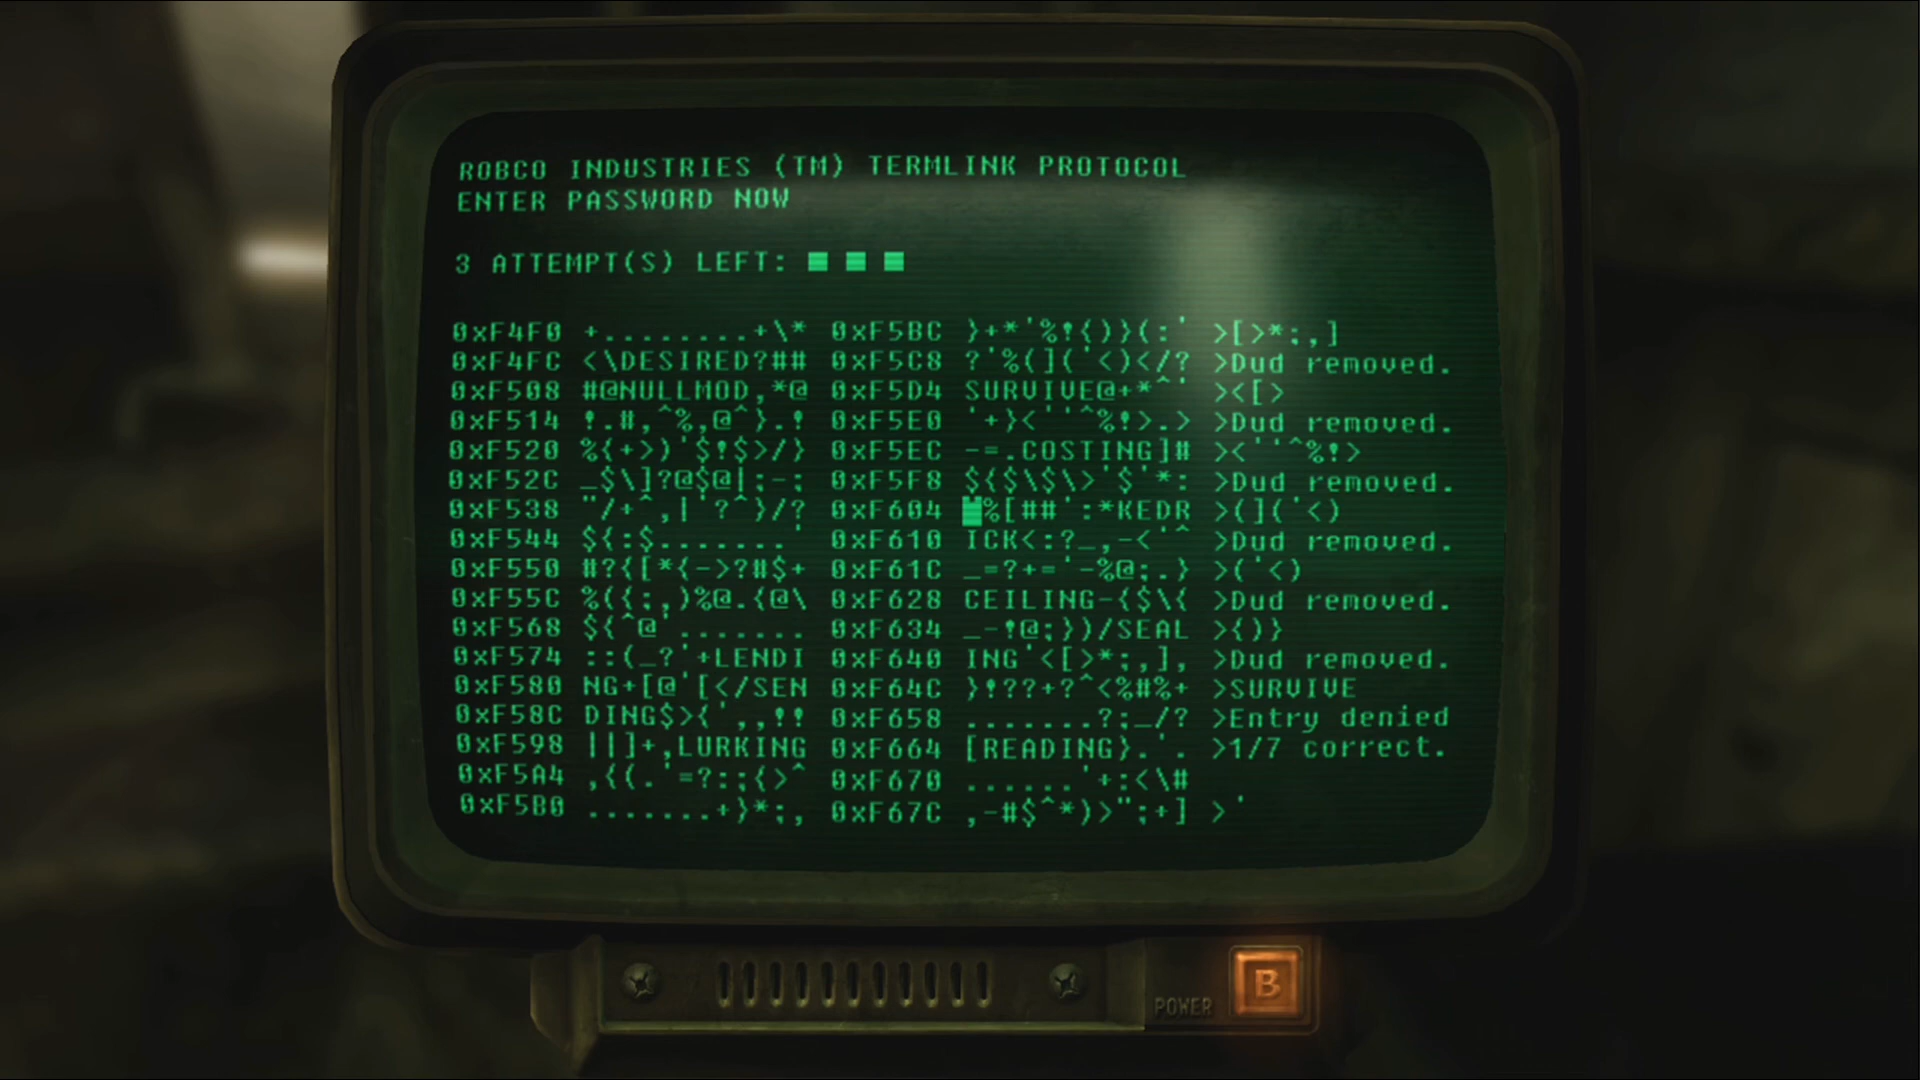 ROBCO INDUSTRIES (TM) TERMLINK PROTOCOL
ENTER PASSWORD NOW
3 ATTEMPT(S) LEFT: ■ ■ ■
0xF4F0 +........+\* 0xF5BC }+*'%!{)}(:' >[>*:,]
0xF4FC <\DESIRED?## 0xF5C8 ?'%(]('<)</? >Dud removed.
0xF508 #@NULLMOD,*@ 0xF5D4 SURVIVE@+*^' ><[>
0xF514 !.#,^%,@^}.! 0xF5E0 '+}<''^%!>.> >Dud removed.
0xF520 %{+>)'$!$>/} 0xF5EC -=.COSTING]# ><''^%!>
0xF52C _$\]?@$@|;-; 0xF5F8 ${$\$\>'$'*: >Dud removed.
0xF538 "/+^,|'?^}/? 0xF604 '%[##':*KEDR >(]('<)
0xF544 ${:$.......' 0xF610 ICK<:?_,-<'^ >Dud removed.
0xF550 #?{[*{->?#$+ 0xF61C _=?+='-%@;.} >('<)
0xF55C %({:,)%@.{@\ 0xF628 CEILING-{$\{ >Dud removed.
0xF568 ${^@'....... 0xF634 _-!@;})/SEAL >{)}
0xF574 ::(_?'+LENDI 0xF640 ING'<[>*:,], >Dud removed.
0xF580 NG+[@'[</SEN 0xF64C }!??+?^<%#%+ >SURVIVE
0xF58C DING$>{',,!! 0xF658 .......?;_/? >Entry denied
0xF598 ||]+,LURKING 0xF664 [READING}.'. >1/7 correct.
0xF5A4 ,{(.'=?:;{>^ 0xF670 ......'+:<\#
0xF5B0 .......+}*:, 0xF67C ,-#$^*)>";+] >'
POWER B